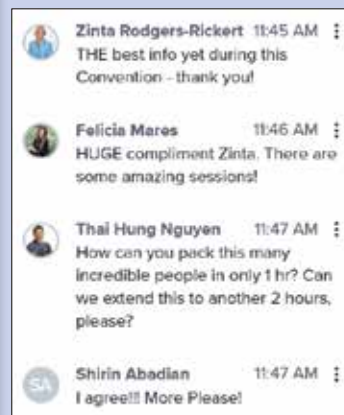 Zinta Rodgers-Rickert 11:45 AM
THE best info yet during this
Convention - thank you!
Felicia Mares 11:46 AM
HUGE compliment Zinta. There are
some amazing sessions!
Thai Hung Nguyen 11:47 AM
How can you pack this many
incredible people in only 1 hr? Can
we extend this to another 2 hours,
please?
SA
Shirin Abadian 11:47 AM
I agree!!! More Please!